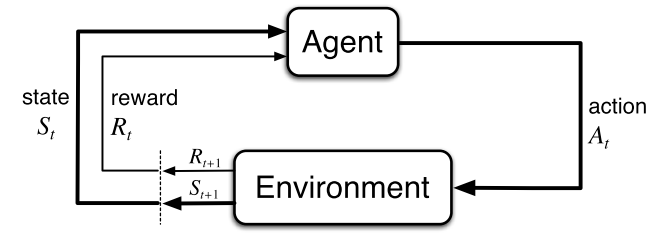 Agent
state
S_t
reward
R_t
action
A_t
R_{t+1}
S_{t+1}
Environment